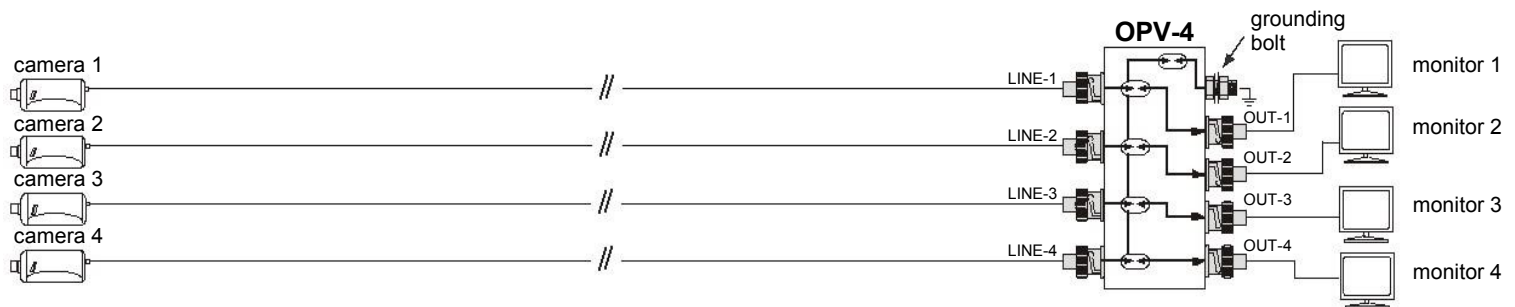 OPV-4
grounding
bolt
camera 1
LINE-1
monitor 1
OUT-1
camera 2
LINE-2
monitor 2
OUT-2
camera 3
LINE-3
OUT-3
monitor 3
camera 4
LINE-4
OUT-4
monitor 4